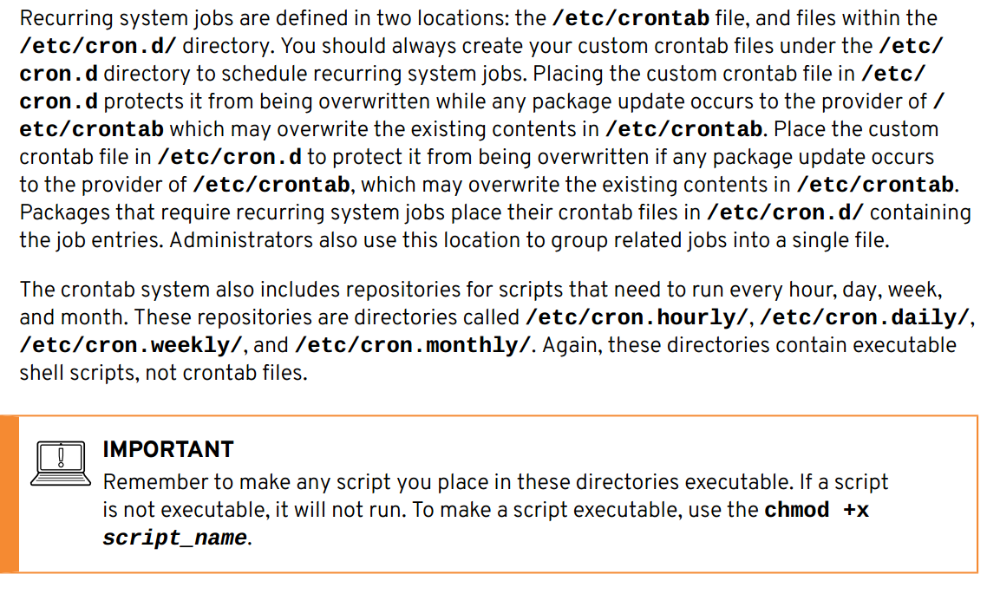 Recurring system jobs are defined in two locations: the /etc/crontab file, and files within the
/etc/cron.d/ directory. You should always create your custom crontab files under the /etc/
cron.d directory to schedule recurring system jobs. Placing the custom crontab file in /etc/
cron.d protects it from being overwritten while any package update occurs to the provider of /
etc/crontab which may overwrite the existing contents in /etc/crontab. Place the custom
crontab file in /etc/cron.d to protect it from being overwritten if any package update occurs
to the provider of /etc/crontab, which may overwrite the existing contents in /etc/crontab.
Packages that require recurring system jobs place their crontab files in /etc/cron.d/ containing
the job entries. Administrators also use this location to group related jobs into a single file.
The crontab system also includes repositories for scripts that need to run every hour, day, week,
and month. These repositories are directories called /etc/cron.hourly/, /etc/cron.daily/,
/etc/cron.weekly/, and /etc/cron.monthly/. Again, these directories contain executable
shell scripts, not crontab files.
IMPORTANT
Remember to make any script you place in these directories executable. If a script
is not executable, it will not run. To make a script executable, use the chmod +x
script_name.